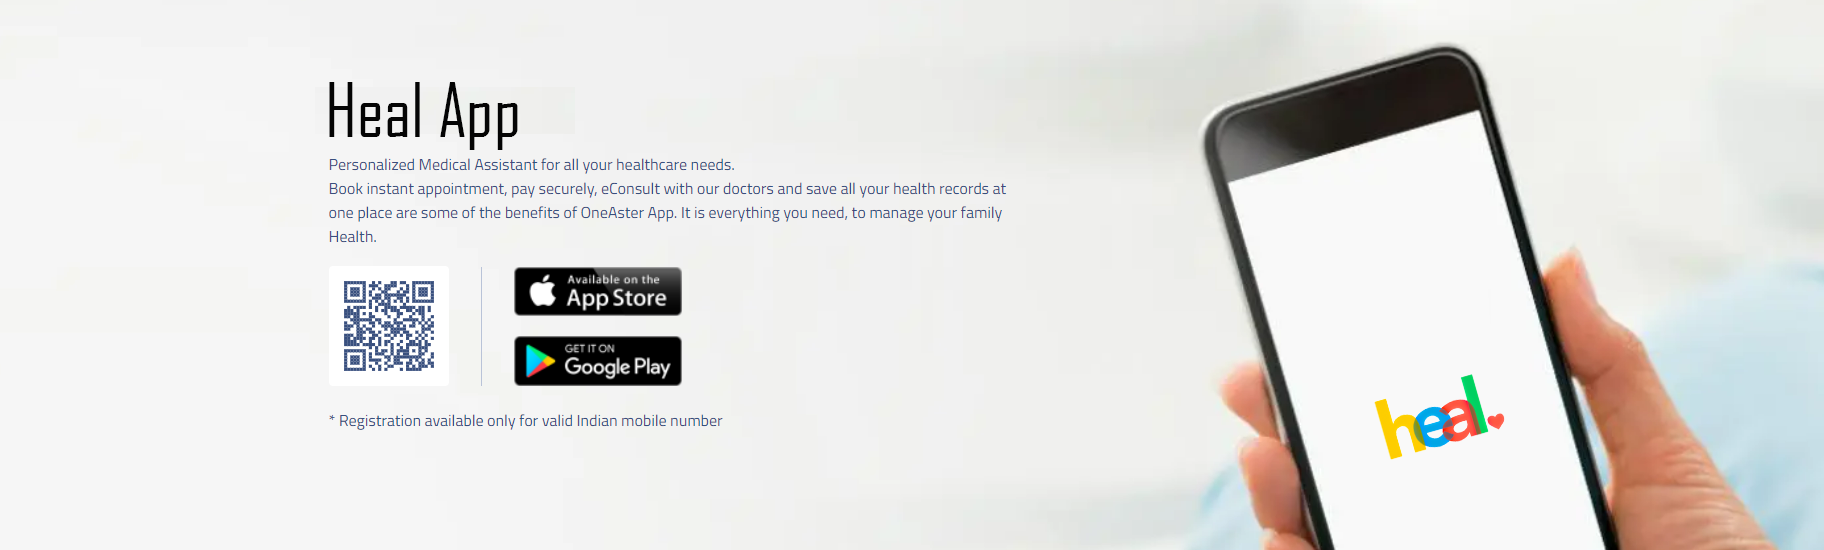 Heal App
Personalized Medical Assistant for all your healthcare needs.
Book instant appointment, pay securely, eConsult with our doctors and save all your health records at
one place are some of the benefits of OneAster App. It is everything you need, to manage your family
Health.
Available on the
App Store
GET IT ON
Google Play
* Registration available only for valid Indian mobile number
heal